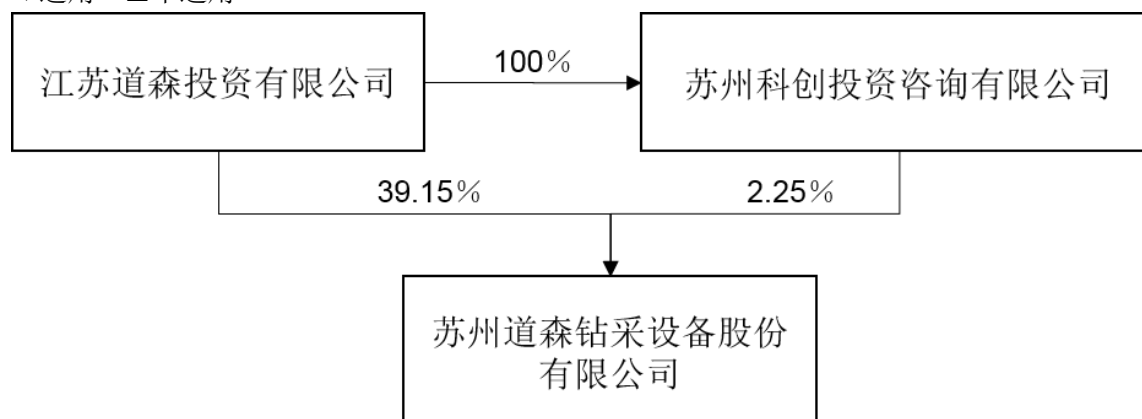 江苏道森投资有限公司
100%
苏州科创投资咨询有限公司
39.15%
2.25%
苏州道森钻采设备股份
有限公司